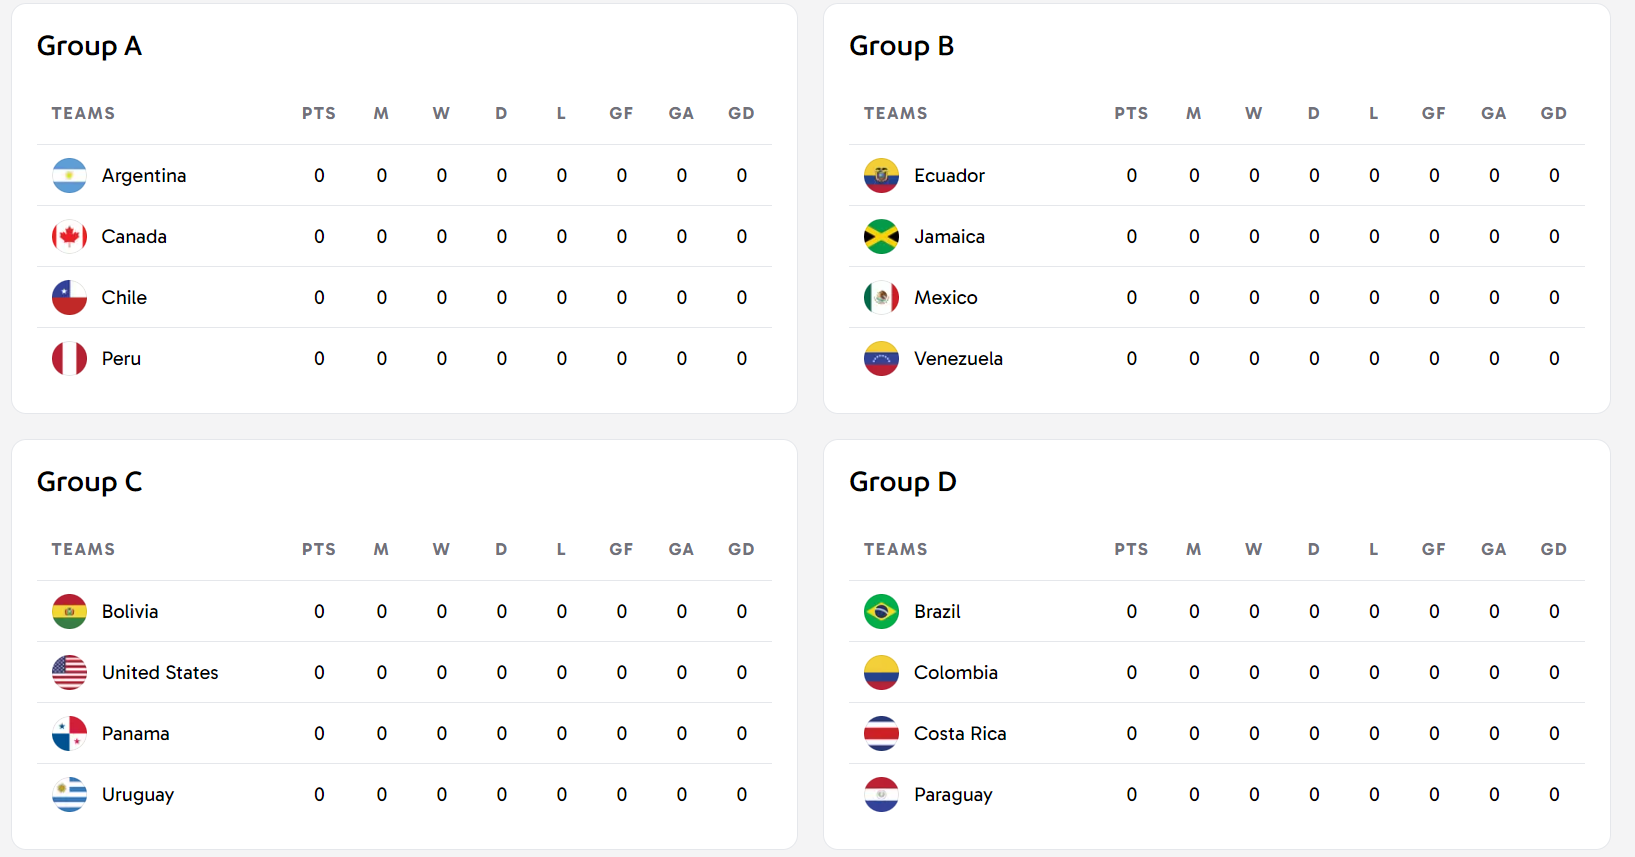 Group A
TEAMS PTS M W D L GF GA GD
Argentina 0 0 0 0 0 0 0 0
Canada 0 0 0 0 0 0 0 0
Chile 0 0 0 0 0 0 0 0
Peru 0 0 0 0 0 0 0 0
Group B
TEAMS PTS M W D L GF GA GD
Ecuador 0 0 0 0 0 0 0 0
Jamaica 0 0 0 0 0 0 0 0
Mexico 0 0 0 0 0 0 0 0
Venezuela 0 0 0 0 0 0 0 0
Group C
TEAMS PTS M W D L GF GA GD
Bolivia 0 0 0 0 0 0 0 0
United States 0 0 0 0 0 0 0 0
Panama 0 0 0 0 0 0 0 0
Uruguay 0 0 0 0 0 0 0 0
Group D
TEAMS PTS M W D L GF GA GD
Brazil 0 0 0 0 0 0 0 0
Colombia 0 0 0 0 0 0 0 0
Costa Rica 0 0 0 0 0 0 0 0
Paraguay 0 0 0 0 0 0 0 0